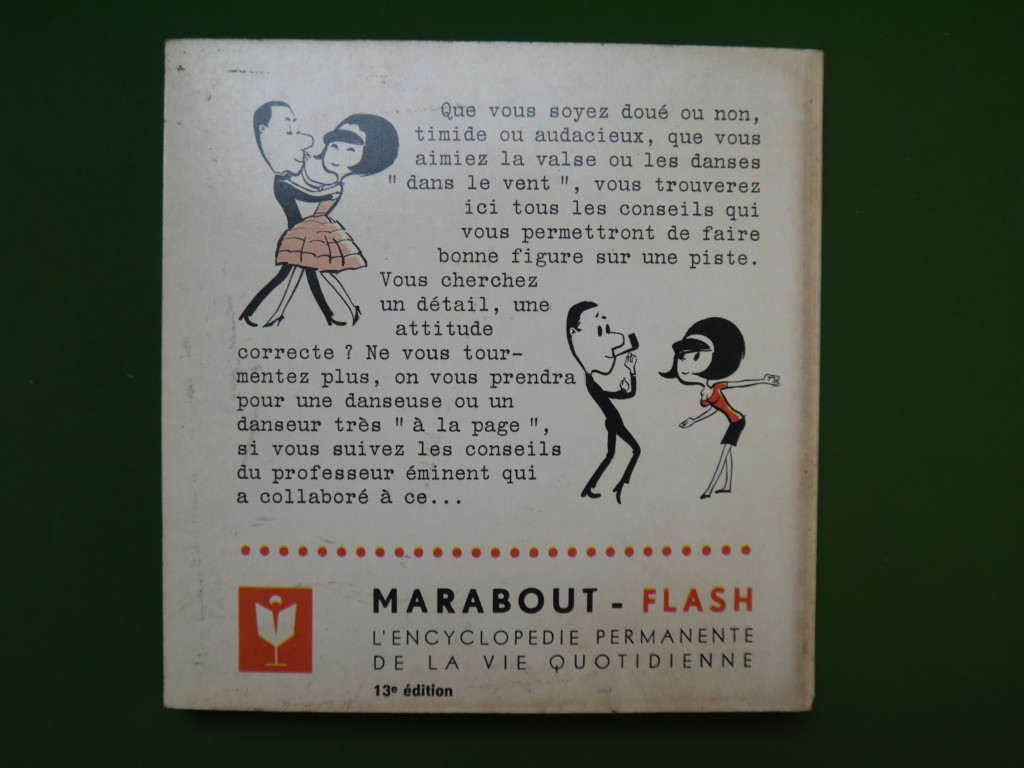 Que vous soyez doué ou non,
timide ou audacieux, que vous
aimiez la valse ou les danses
" dans le vent ", vous trouverez
ici tous les conseils qui
vous permettront de faire
bonne figure sur une piste.
Vous cherchez
un détail, une
attitude
correcte ? Ne vous tour-
mentez plus, on vous prendra
pour une danseuse ou un
danseur très " à la page ",
si vous suivez les conseils
du professeur éminent qui
a collaboré à ce...
MARABOUT - FLASH
L'ENCYCLOPEDIE PERMANENTE
DE LA VIE QUOTIDIENNE
13e édition